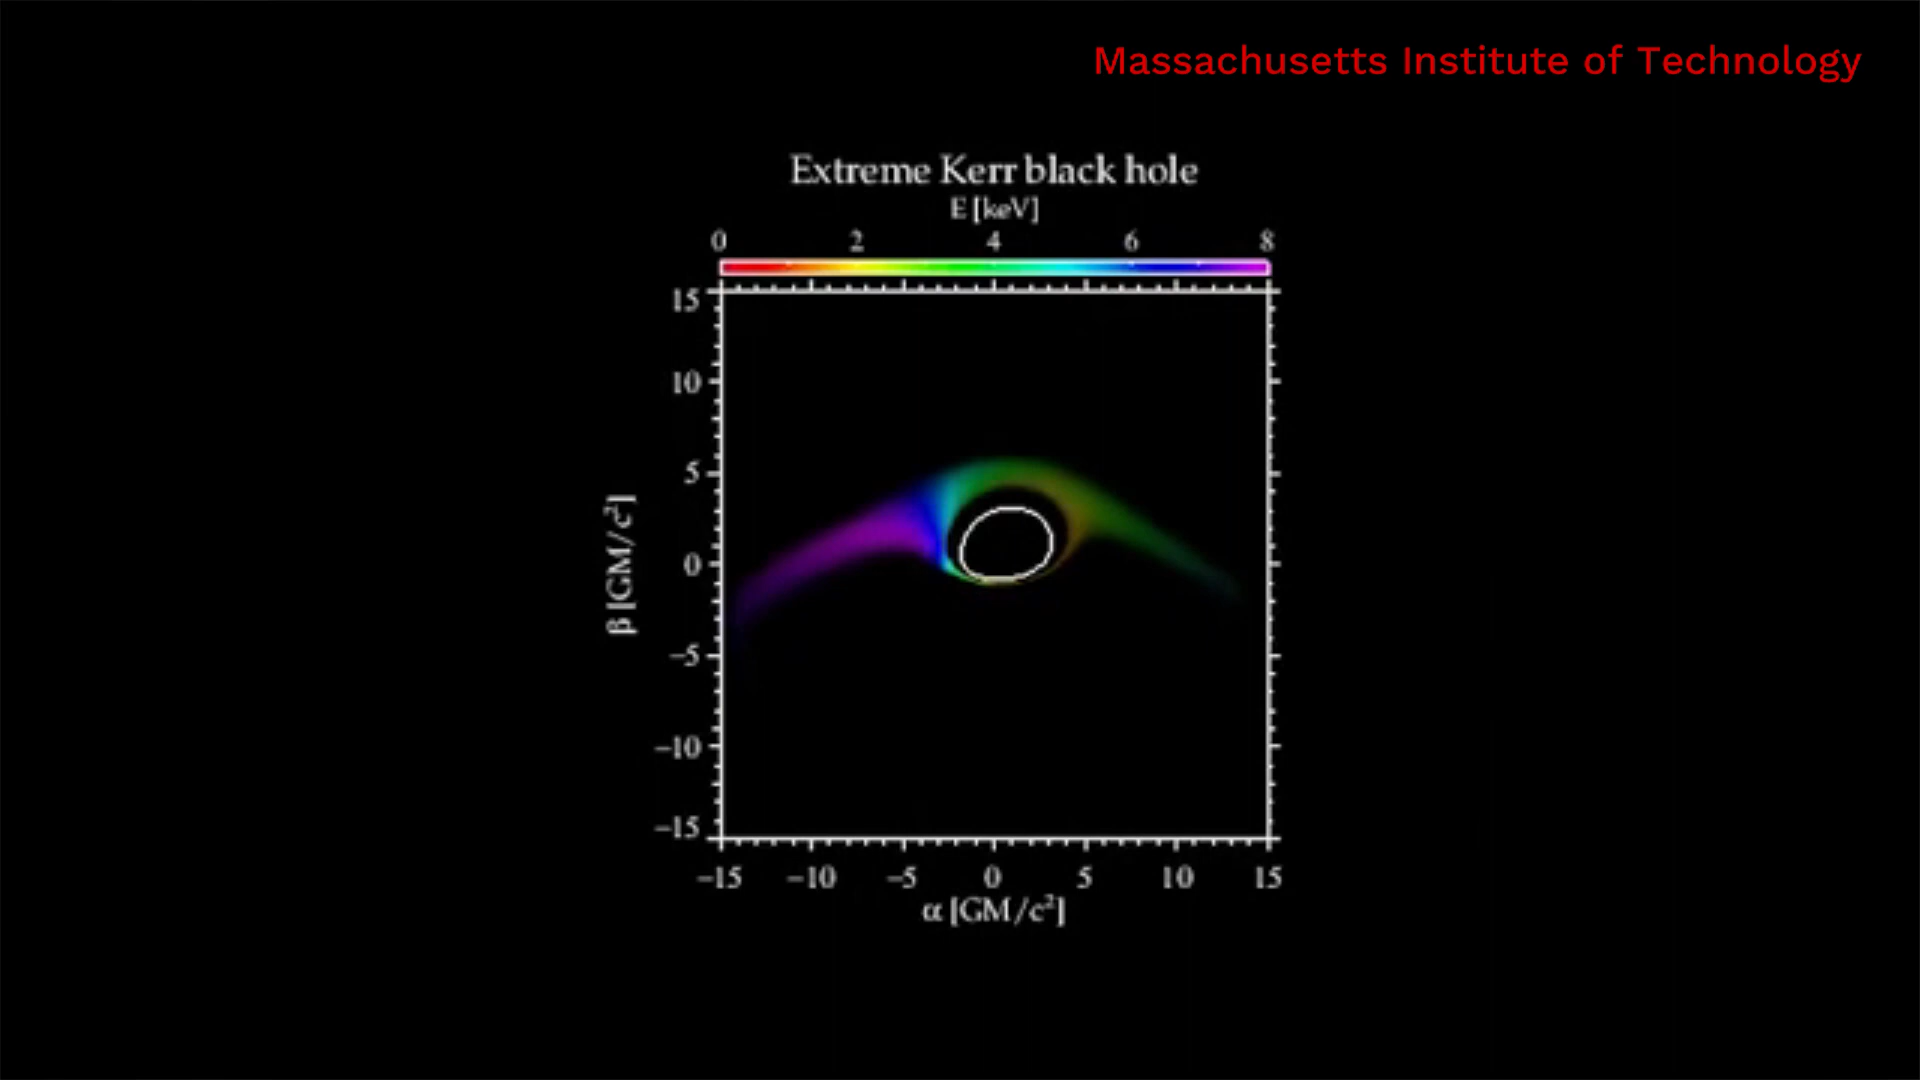 Massachusetts Institute of Technology
Extreme Kerr black hole
E [keV]
0 2 4 6 8
15
10
5
0
−5
−10
−15
β [GM/c²]
−15 −10 −5 0 5 10 15
α [GM/c²]